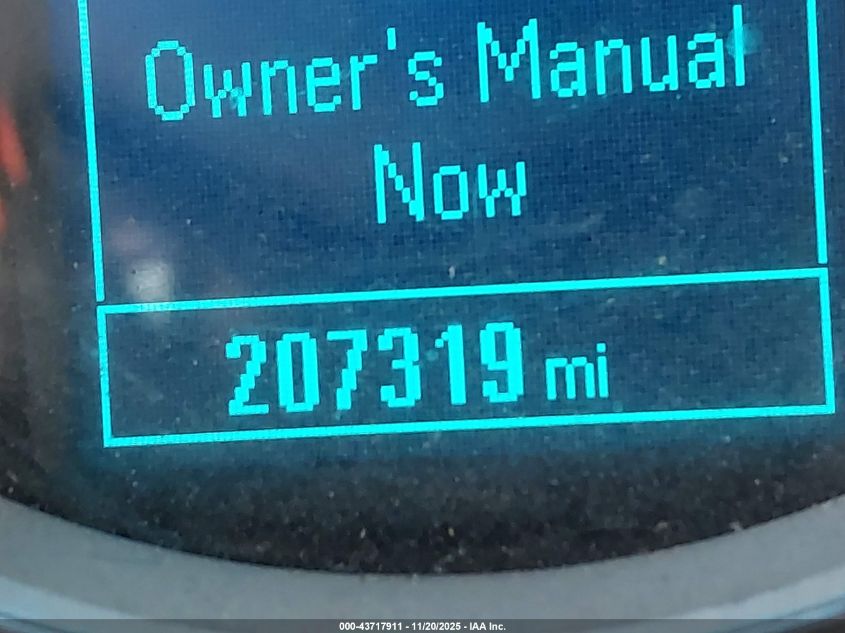 Owner's Manual
Now
207319 mi
000-43717911 - 11/20/2025 - IAA Inc.